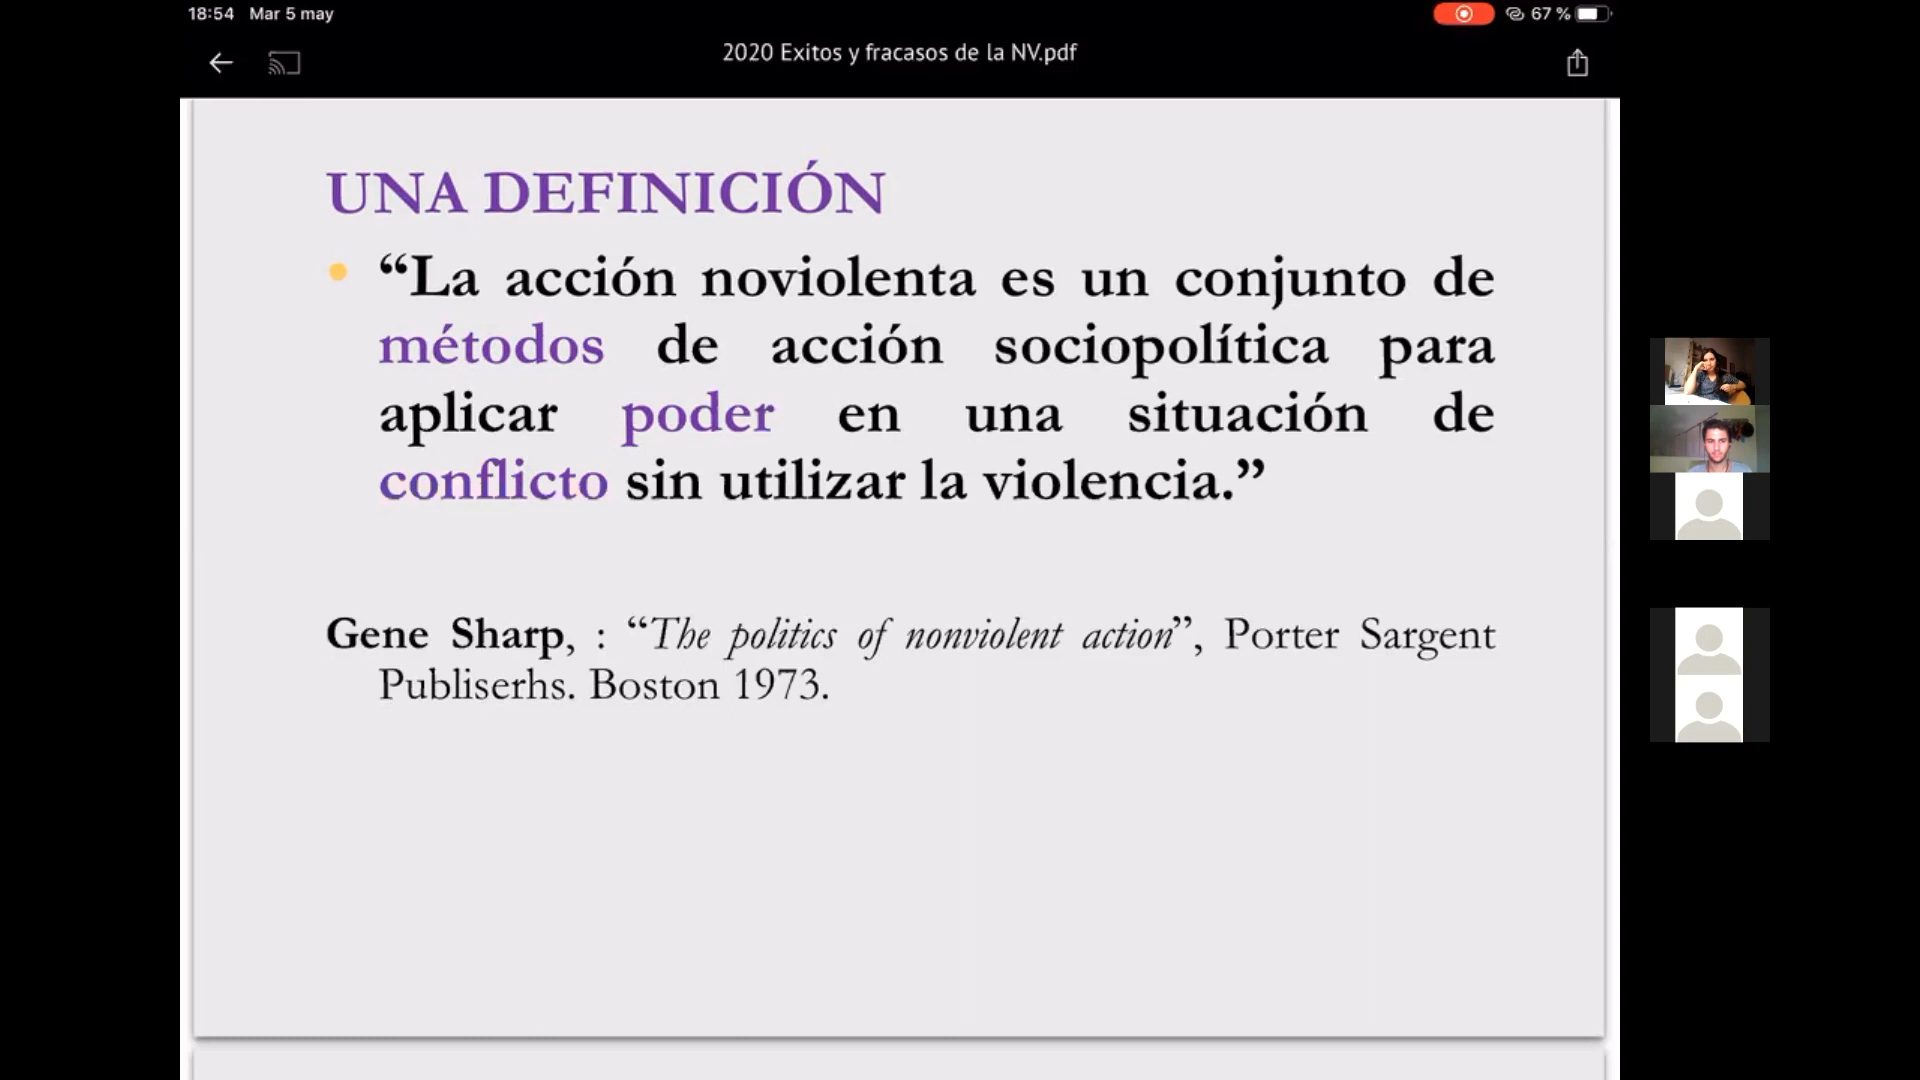 18:54 Mar 5 may
67 %
2020 Exitos y fracasos de la NV.pdf
UNA DEFINICIÓN
• “La acción noviolenta es un conjunto de
métodos de acción sociopolítica para
aplicar poder en una situación de
conflicto sin utilizar la violencia.”
Gene Sharp, : “The politics of nonviolent action”, Porter Sargent
Publiserhs. Boston 1973.